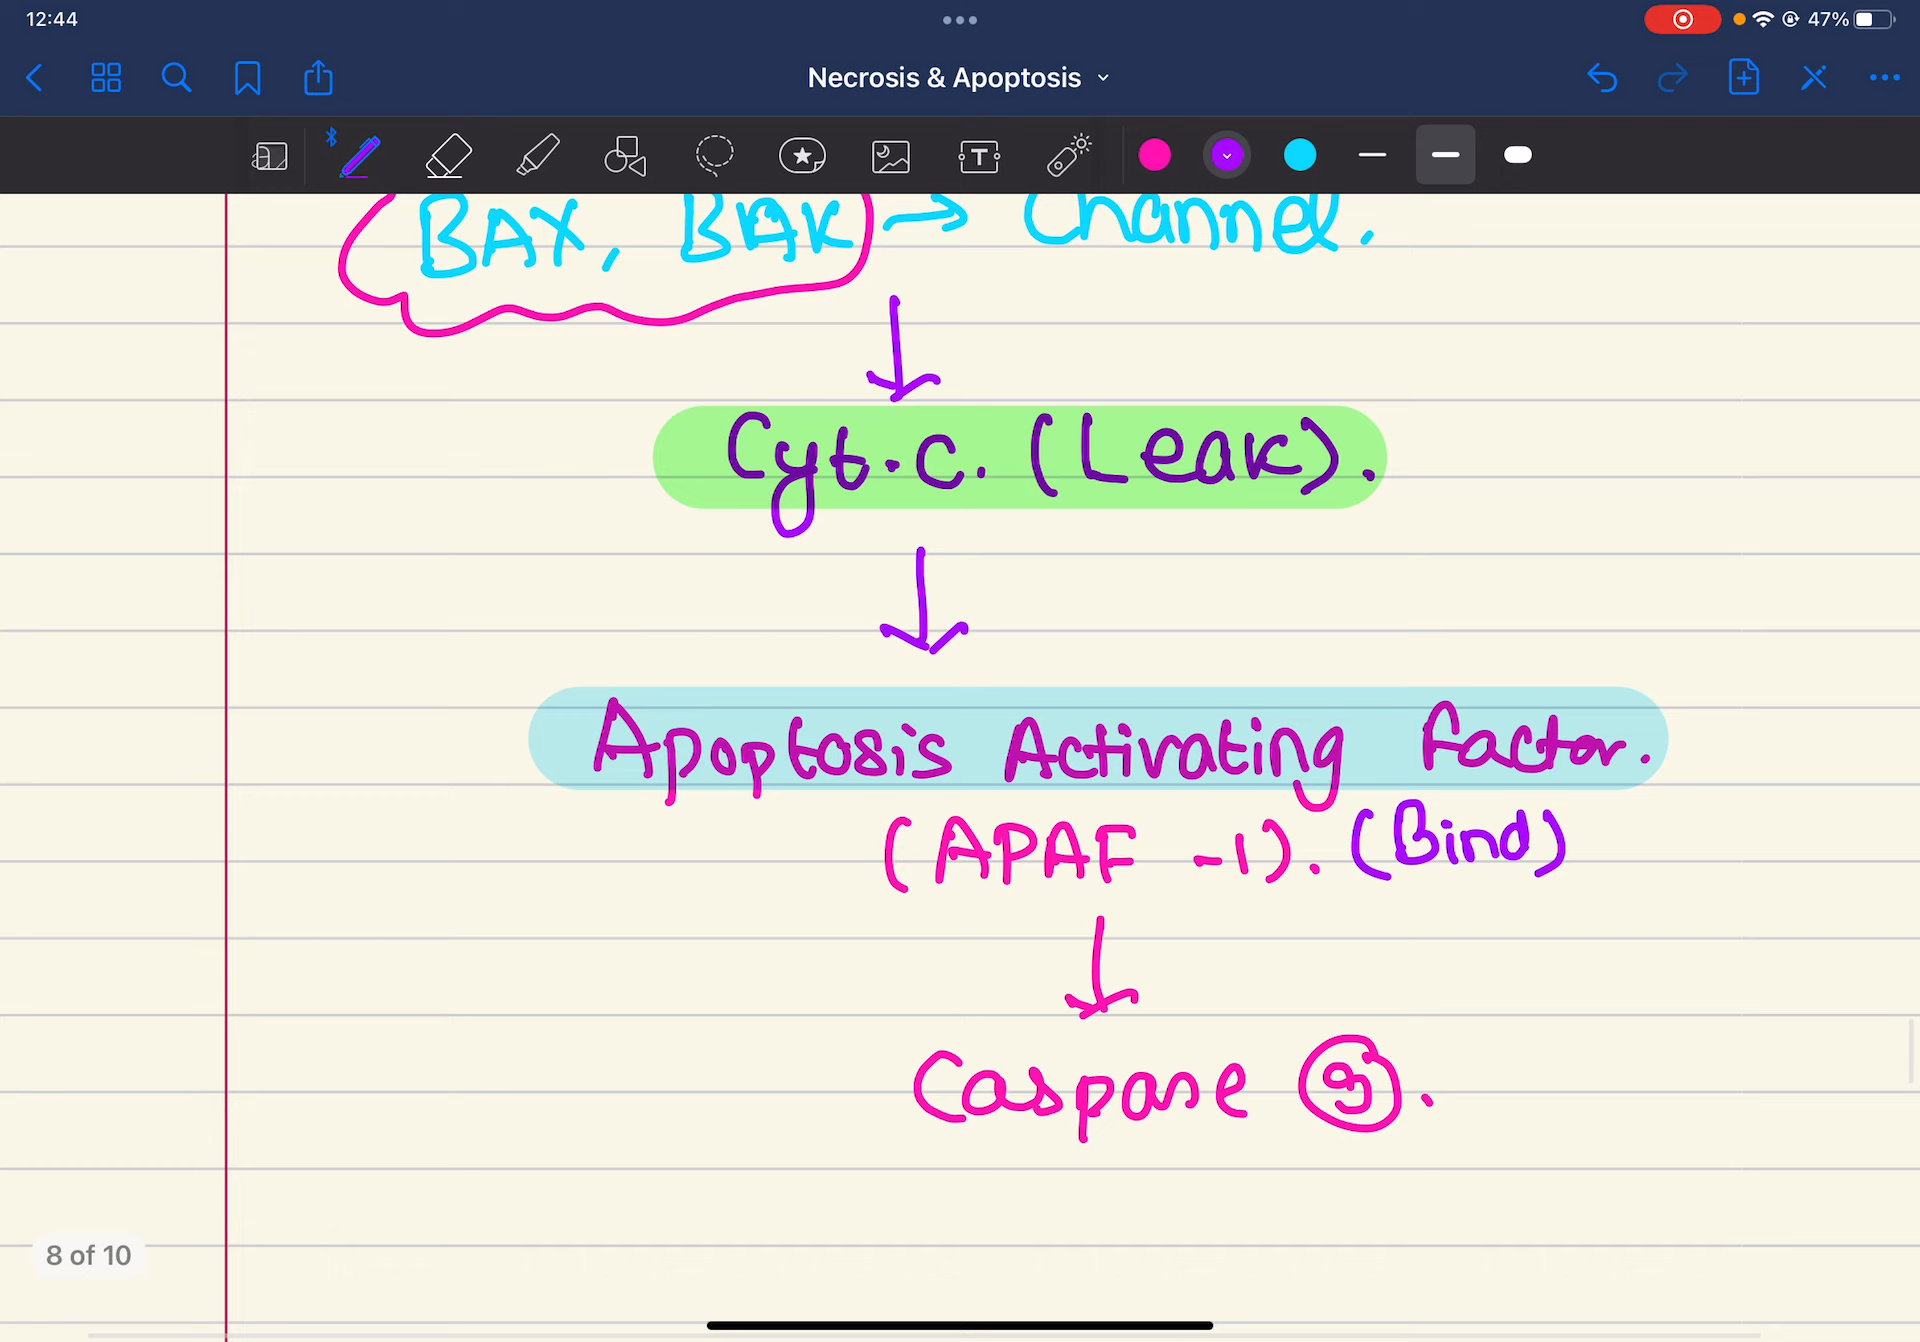 12:44
47%
Necrosis & Apoptosis
BAX, BAK → Channel.
Cyt.c. (Leak).
Apoptosis Activating factor.
(APAF -1). (Bind)
Caspase 9.
8 of 10